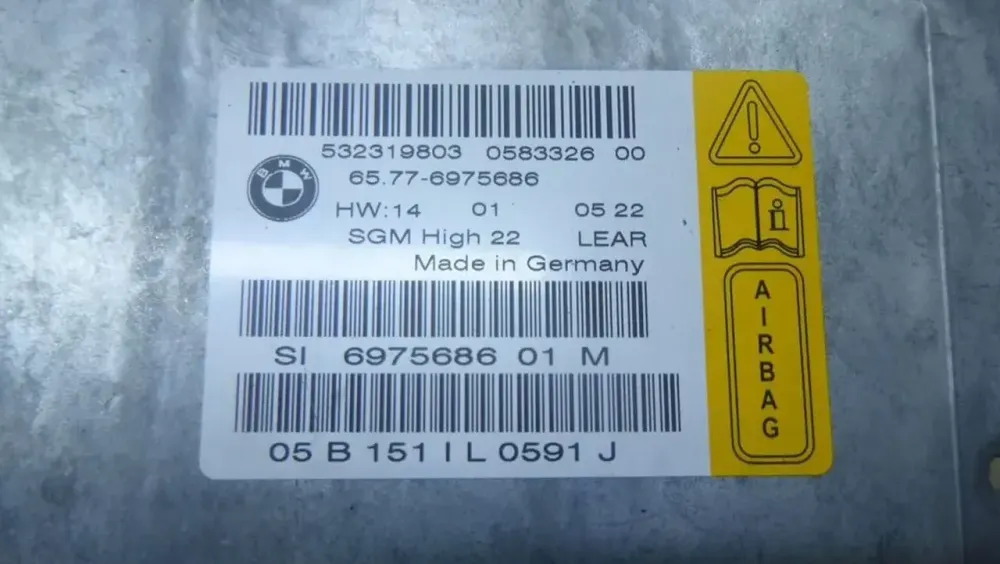 532319803 0583326 00
BMW
65.77-6975686
HW:14 01 05 22
SGM High 22 LEAR
Made in Germany
SI 6975686 01 M
05 B 151 I L 0591 J
!
i
AIRBAG